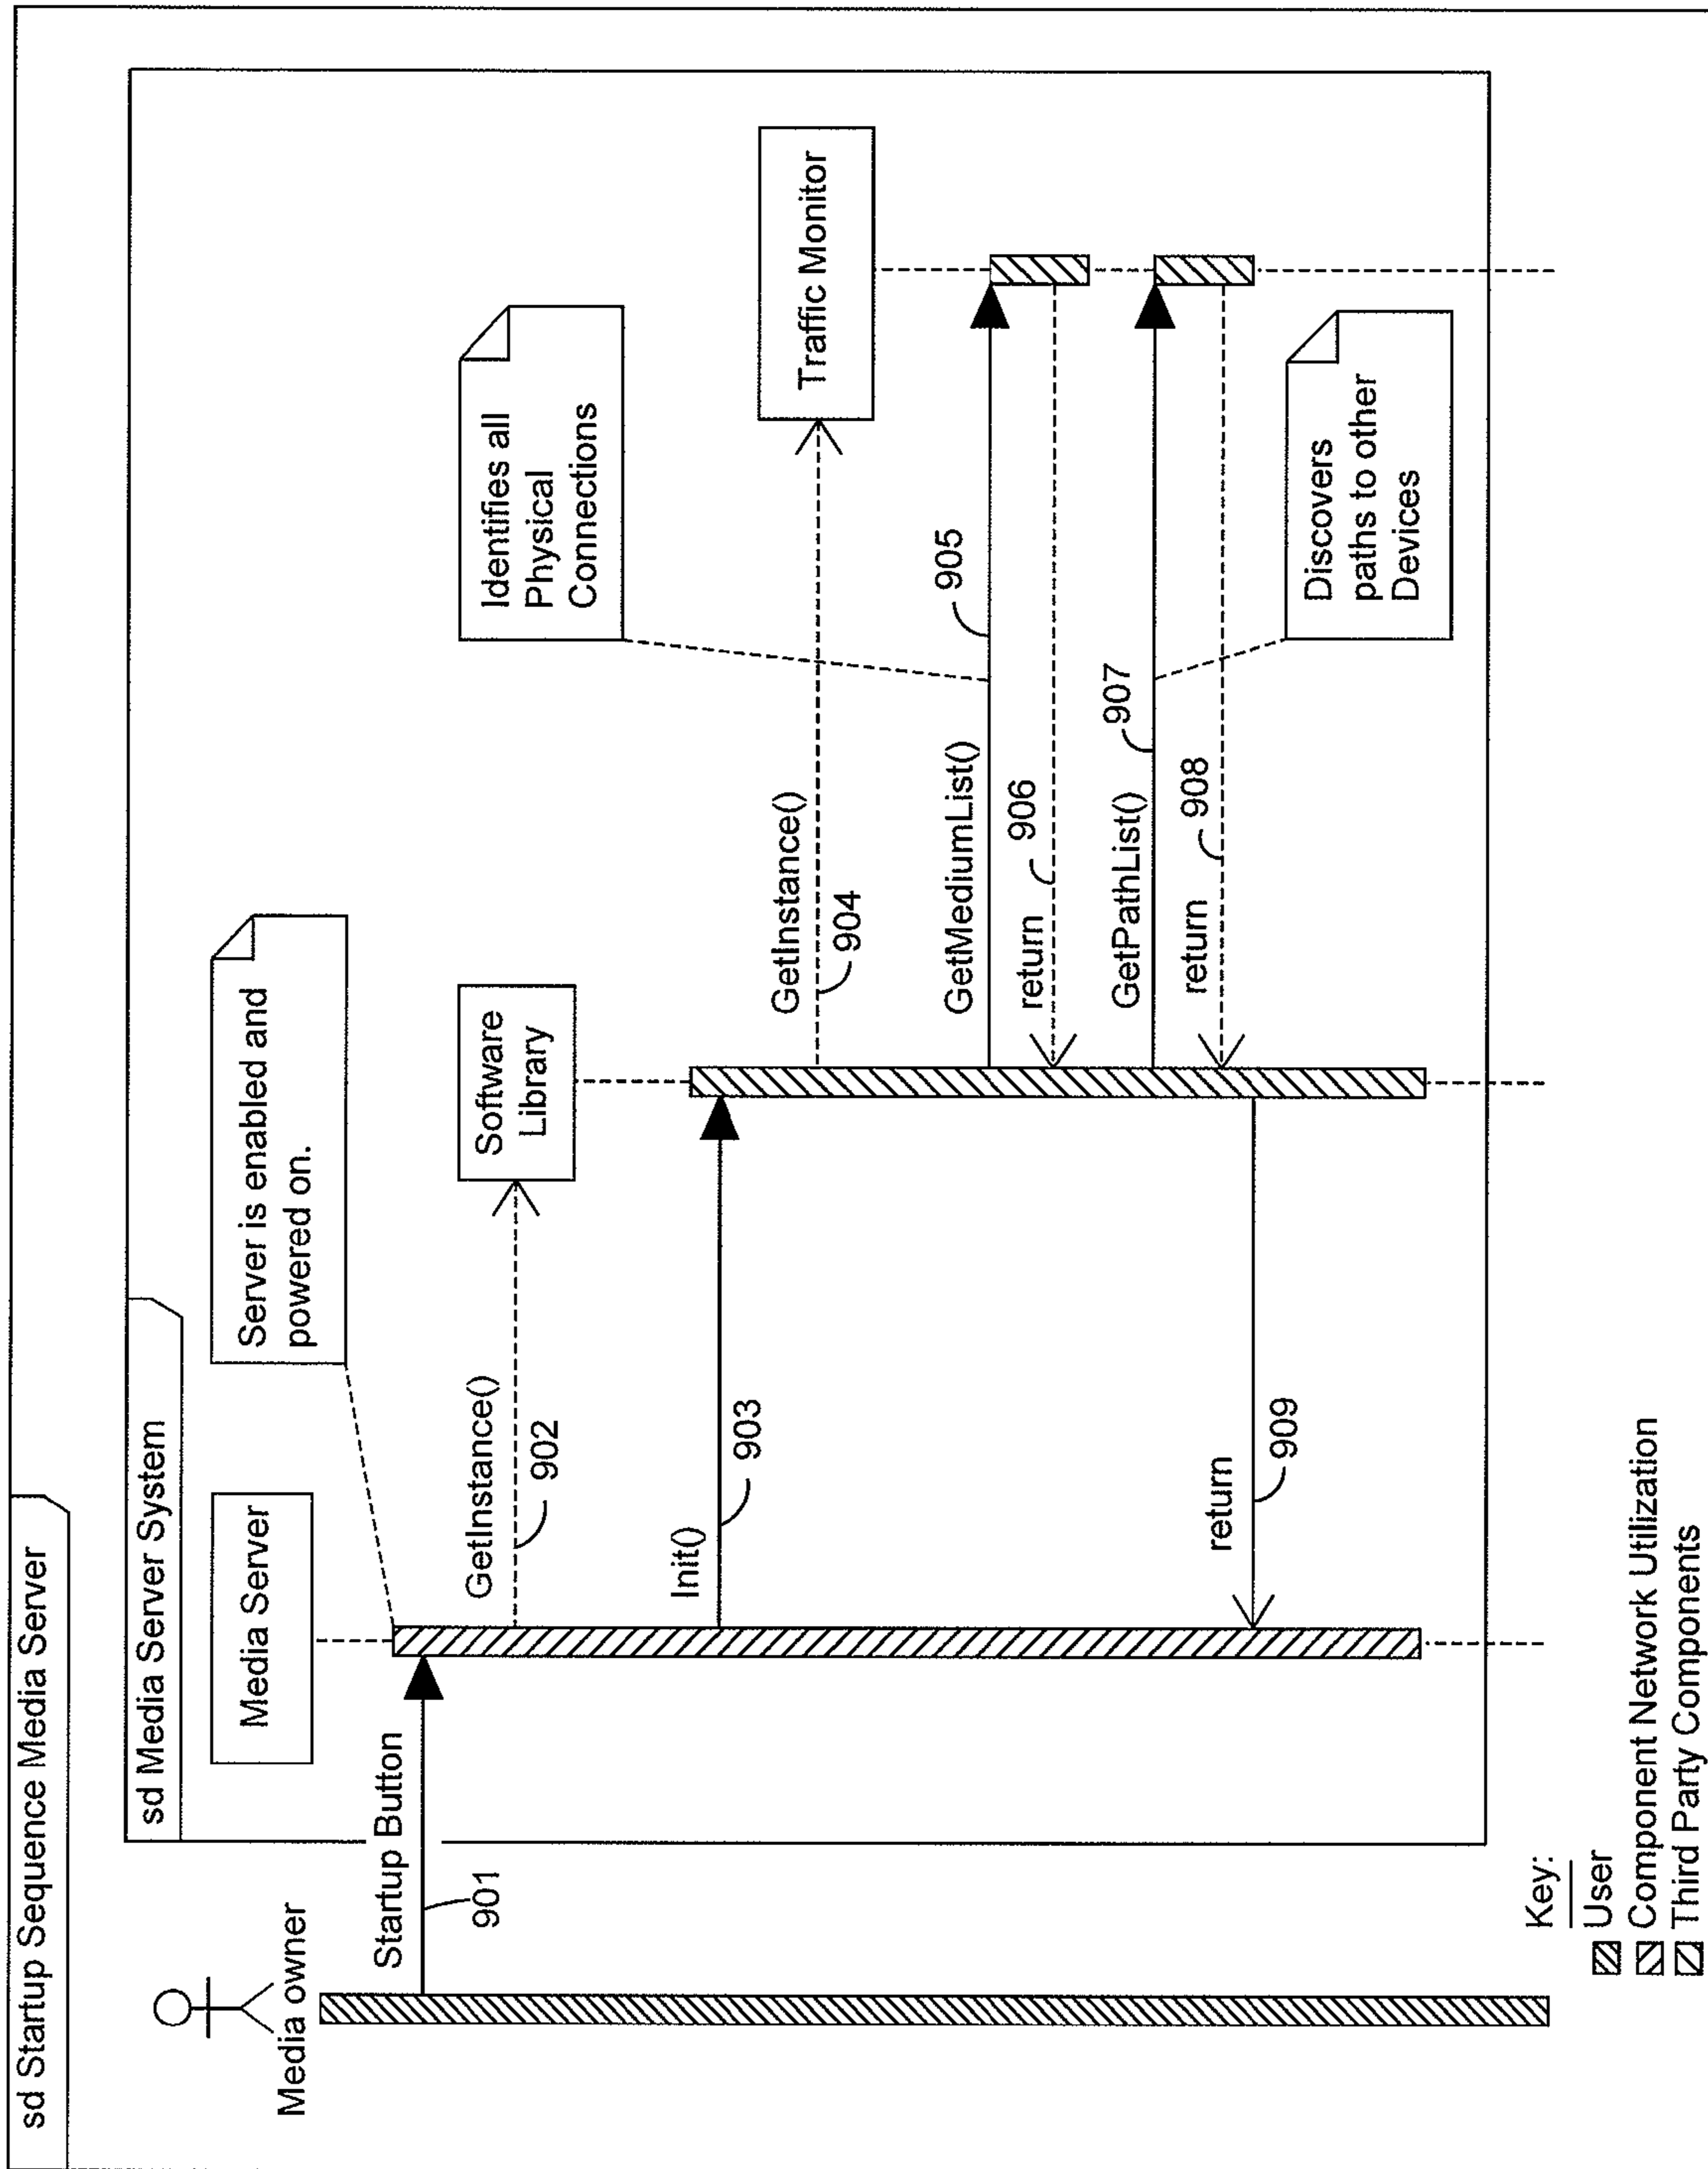 sd Startup Sequence Media Server
sd Media Server System
Media owner
Media Server
Server is enabled and
powered on.
Startup Button
901
GetInstance()
902
Software
Library
Init()
903
GetInstance()
904
Traffic Monitor
Identifies all
Physical
Connections
GetMediumList()
905
return
906
GetPathList()
907
return
908
Discovers
paths to other
Devices
return
909
Key:
User
Component Network Utilization
Third Party Components